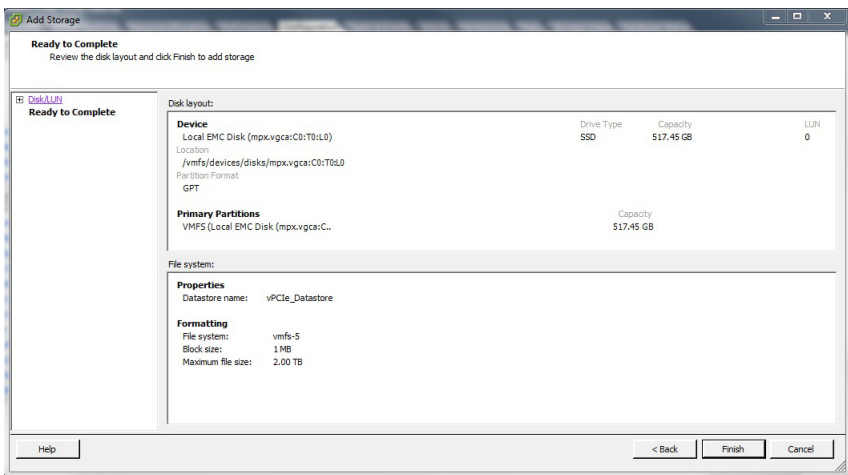 Add Storage
Ready to Complete
Review the disk layout and click Finish to add storage
Disk/LUN
Ready to Complete
Disk layout:
Device Drive Type Capacity LUN
Local EMC Disk (mpx.vgca:C0:T0:L0) SSD 517.45 GB 0
Location
/vmfs/devices/disks/mpx.vgca:C0:T0:L0
Partition Format
GPT
Primary Partitions Capacity
VMFS (Local EMC Disk (mpx.vgca:C.. 517.45 GB
File system:
Properties
Datastore name: vPCIe_Datastore
Formatting
File system: vmfs-5
Block size: 1 MB
Maximum file size: 2.00 TB
Help < Back Finish Cancel